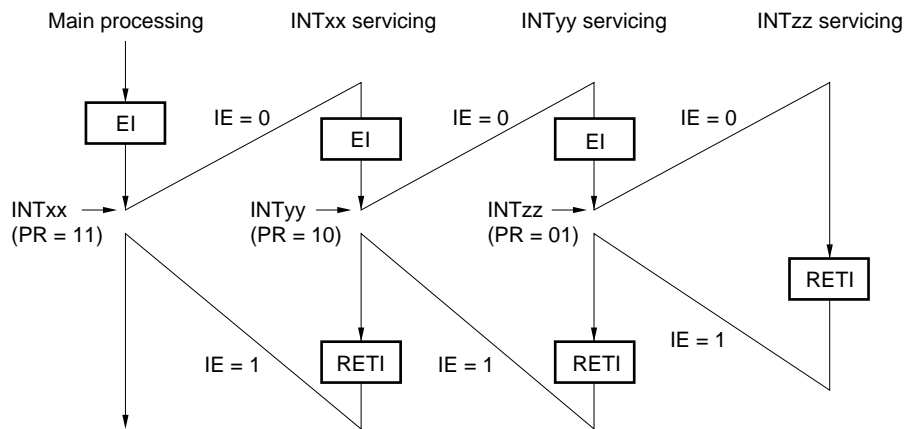 Main processing
INTxx servicing
INTyy servicing
INTzz servicing
EI
IE = 0
EI
IE = 0
EI
IE = 0
INTxx
(PR = 11)
INTyy
(PR = 10)
INTzz
(PR = 01)
RETI
IE = 1
RETI
IE = 1
RETI
IE = 1